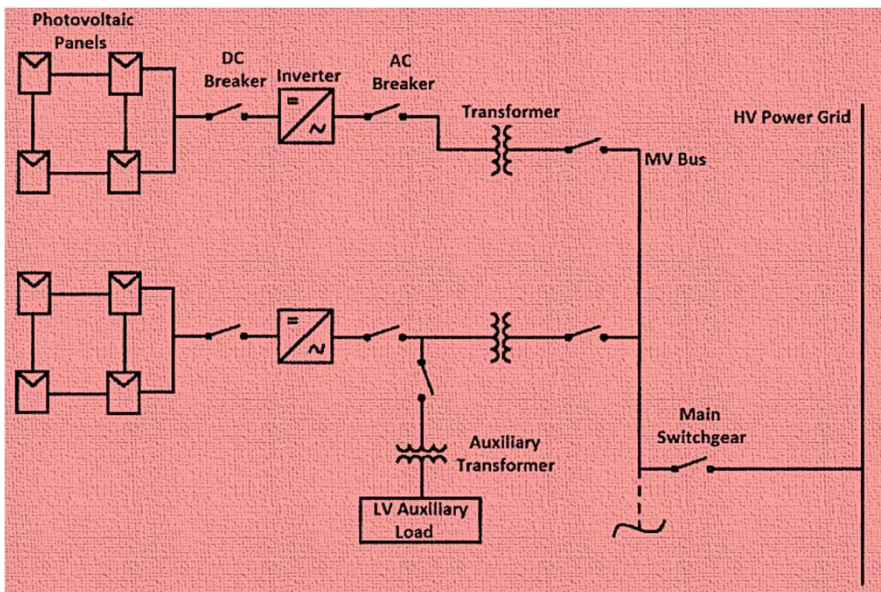 Photovoltaic
Panels
DC
Breaker
Inverter
AC
Breaker
Transformer
MV Bus
HV Power Grid
Auxiliary
Transformer
LV Auxiliary
Load
Main
Switchgear